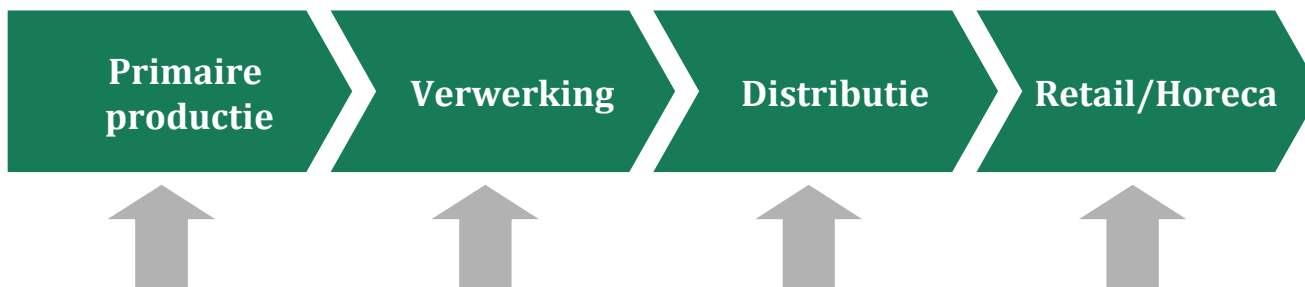 Primaire
productie
Verwerking
Distributie
Retail/Horeca